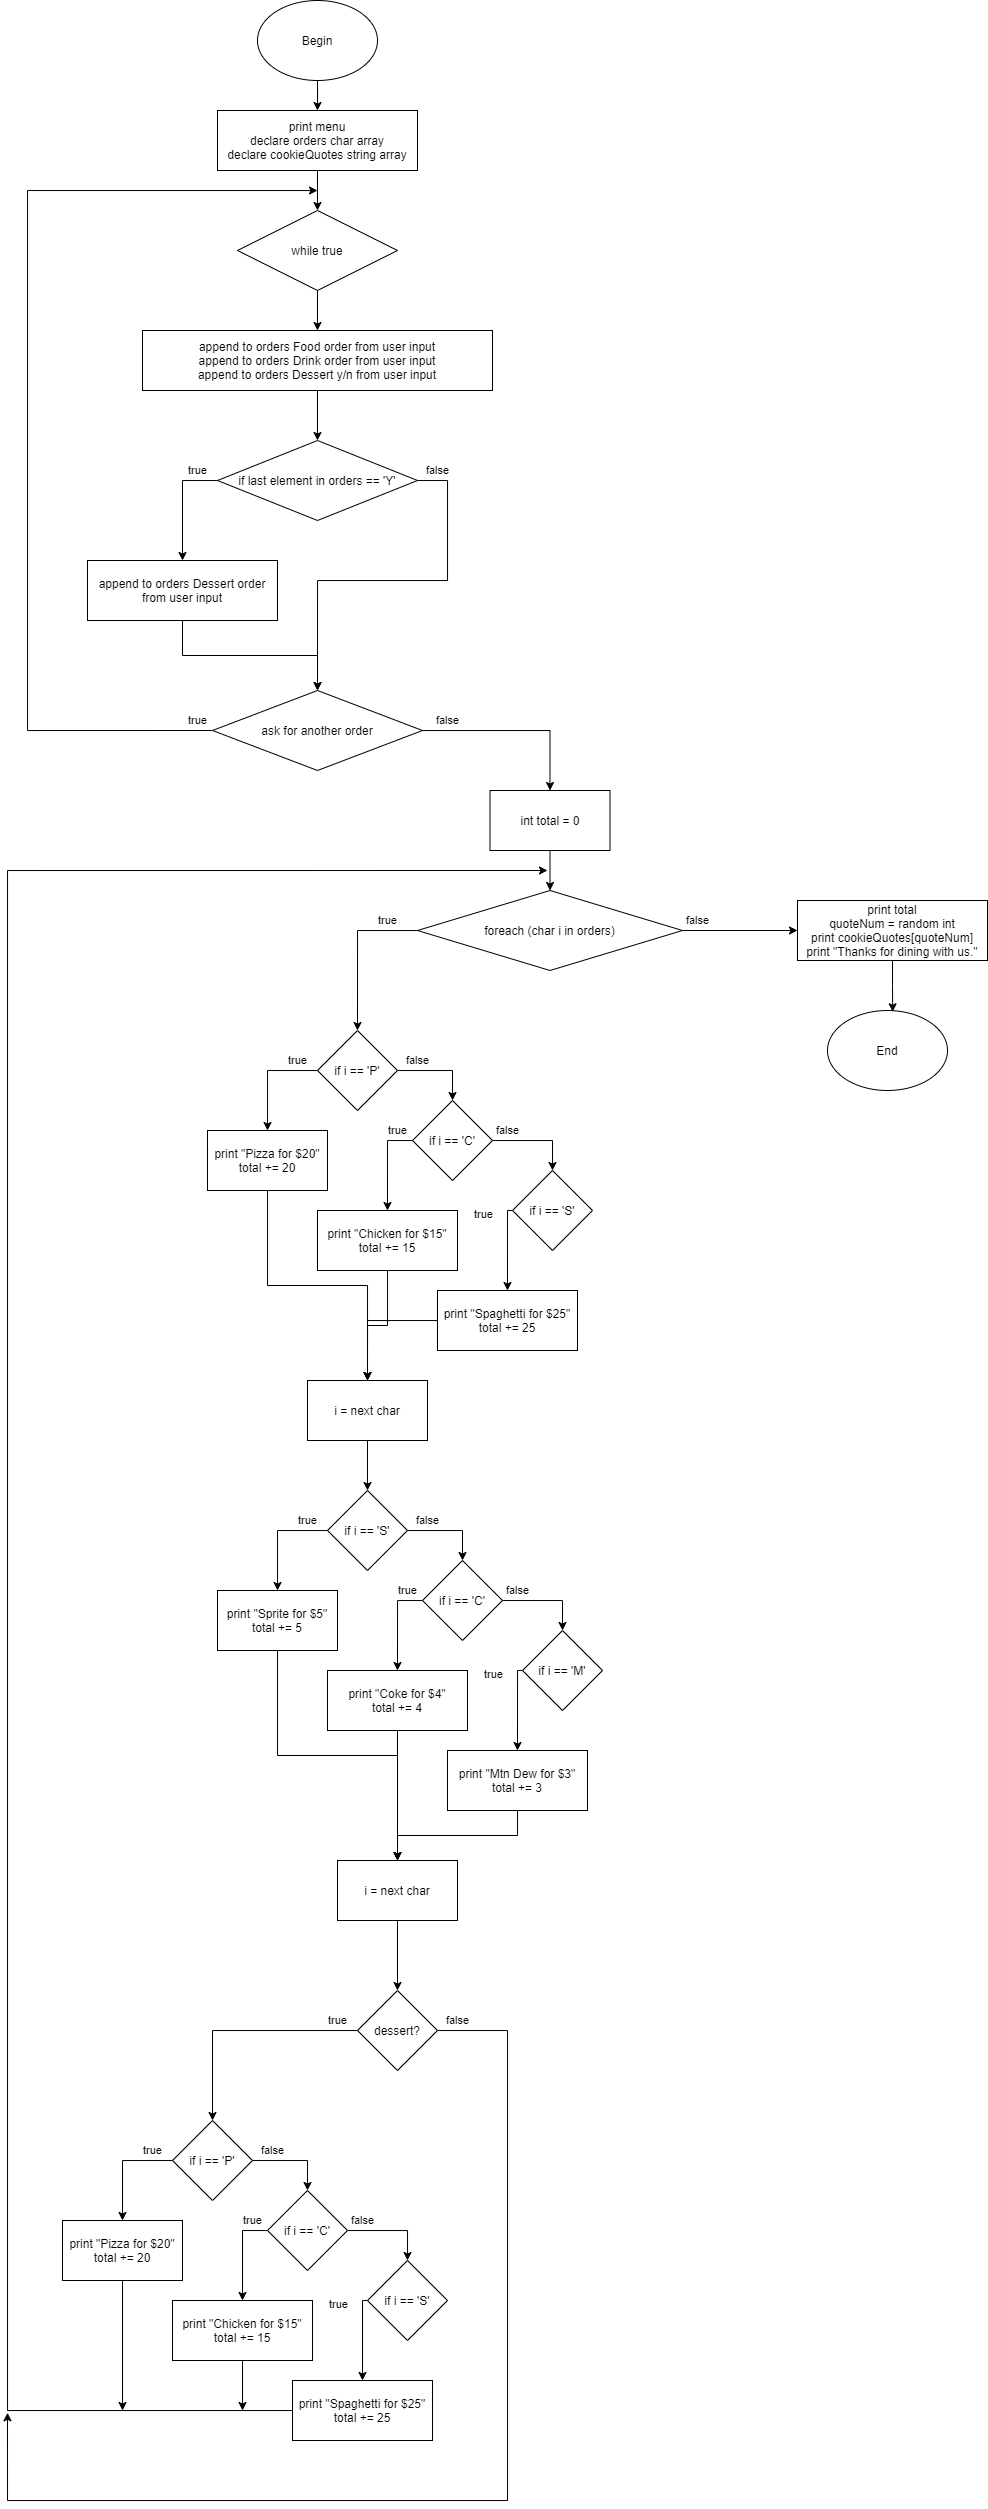 Begin
print menu
declare orders char array
declare cookieQuotes string array
while true
append to orders Food order from user input
append to orders Drink order from user input
append to orders Dessert y/n from user input
true
false
if last element in orders == 'Y'
append to orders Dessert order
from user input
true
false
ask for another order
int total = 0
true
false
foreach (char i in orders)
print total
quoteNum = random int
print cookieQuotes[quoteNum]
print "Thanks for dining with us."
End
true
false
if i == 'P'
true
false
if i == 'C'
print "Pizza for $20"
total += 20
true
if i == 'S'
print "Chicken for $15"
total += 15
print "Spaghetti for $25"
total += 25
i = next char
true
false
if i == 'S'
true
false
if i == 'C'
print "Sprite for $5"
total += 5
true
if i == 'M'
print "Coke for $4"
total += 4
print "Mtn Dew for $3"
total += 3
i = next char
true
false
dessert?
true
false
if i == 'P'
true
false
if i == 'C'
print "Pizza for $20"
total += 20
true
if i == 'S'
print "Chicken for $15"
total += 15
print "Spaghetti for $25"
total += 25